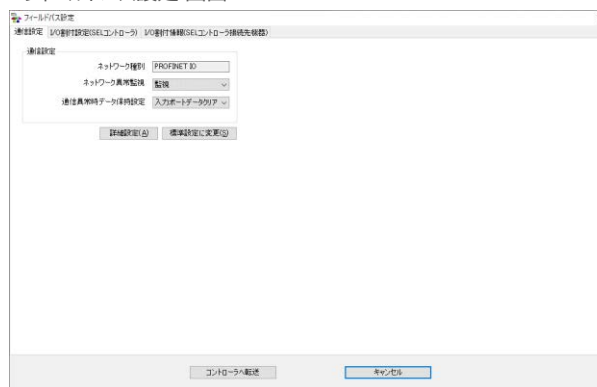 フィールドバス設定
通信設定 I/O割付設定(SELコントローラ) I/O割付情報(SELコントローラ接続先機器)
通信設定
ネットワーク種別 PROFINET IO
ネットワーク異常監視 監視
通信異常時データ保持設定 入力ポートデータクリア
詳細設定(A) 標準設定に変更(S)
コントローラへ転送 キャンセル